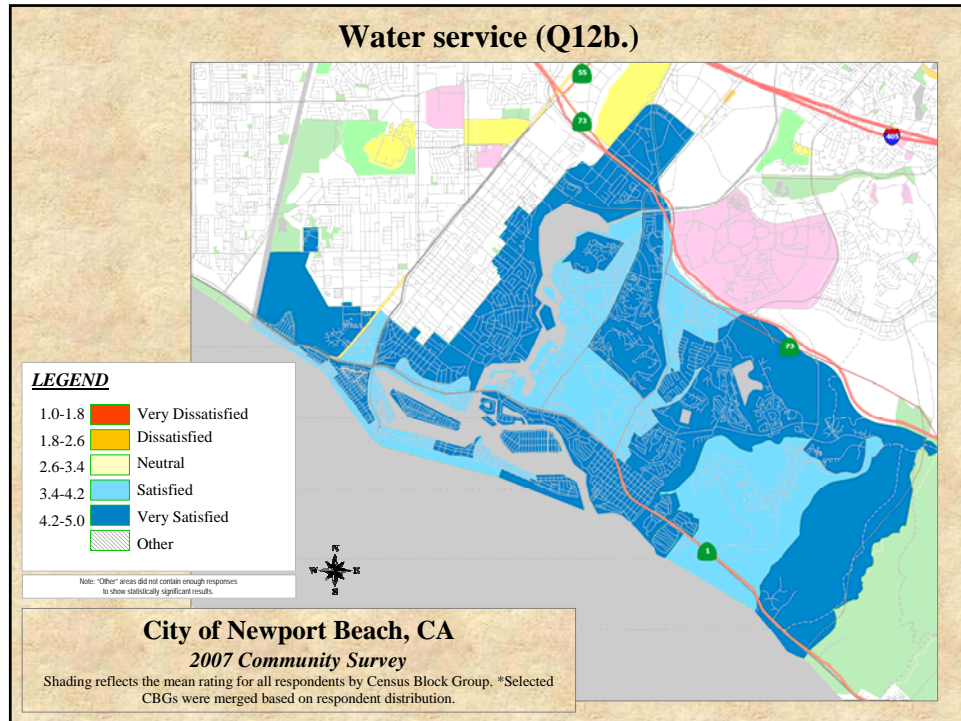 Water service (Q12b.)
55
73
405
73
1
LEGEND
1.0-1.8 Very Dissatisfied
1.8-2.6 Dissatisfied
2.6-3.4 Neutral
3.4-4.2 Satisfied
4.2-5.0 Very Satisfied
Other
N
W E
S
Note: "Other" areas did not contain enough responses
to show statistically significant results.
City of Newport Beach, CA
2007 Community Survey
Shading reflects the mean rating for all respondents by Census Block Group. *Selected
CBGs were merged based on respondent distribution.